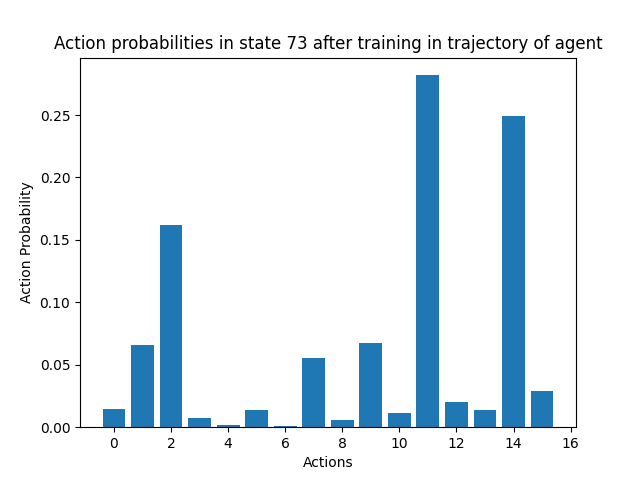 Action probabilities in state 73 after training in trajectory of agent
Action Probability
0.25
0.20
0.15
0.10
0.05
0.00
0 2 4 6 8 10 12 14 16
Actions